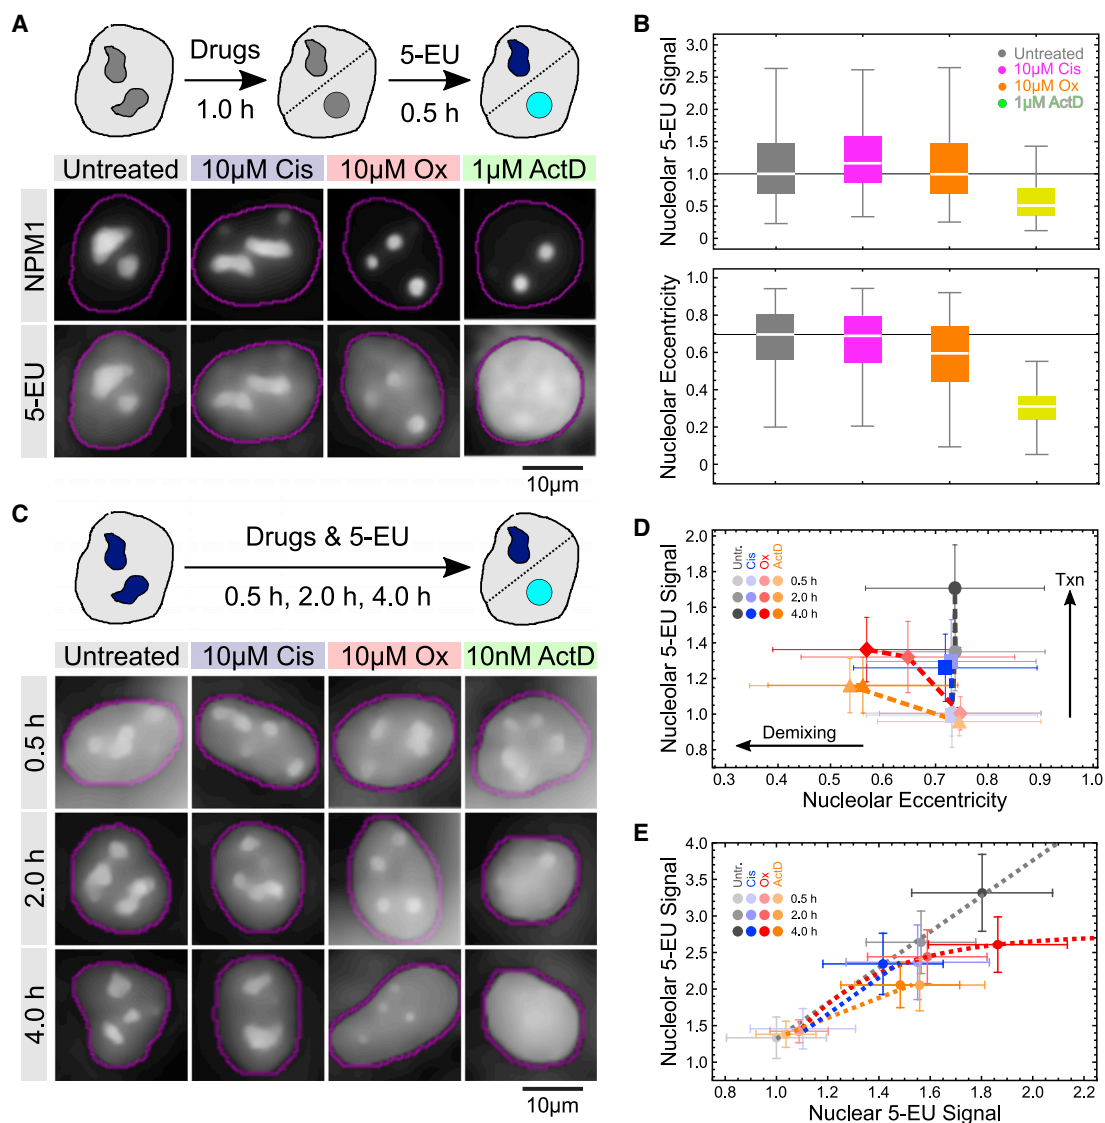 A
Drugs
1.0 h
5-EU
0.5 h
Untreated 10µM Cis 10µM Ox 1µM ActD
NPM1
5-EU
10µm
B
Nucleolar 5-EU Signal
3.0
2.5
2.0
1.5
1.0
0.5
0
Untreated
10µM Cis
10µM Ox
1µM ActD
Nucleolar Eccentricity
1.0
0.8
0.6
0.4
0.2
0
C
Drugs & 5-EU
0.5 h, 2.0 h, 4.0 h
Untreated 10µM Cis 10µM Ox 10nM ActD
0.5 h
2.0 h
4.0 h
10µm
D
Nucleolar 5-EU Signal
2.0
1.8
1.6
1.4
1.2
1.0
0.8
Untr. Cis Ox ActD
0.5 h
2.0 h
4.0 h
Txn
Demixing
0.3 0.4 0.5 0.6 0.7 0.8 0.9 1.0
Nucleolar Eccentricity
E
Nucleolar 5-EU Signal
4.0
3.5
3.0
2.5
2.0
1.5
1.0
Untr. Cis Ox ActD
0.5 h
2.0 h
4.0 h
0.8 1.0 1.2 1.4 1.6 1.8 2.0 2.2
Nuclear 5-EU Signal